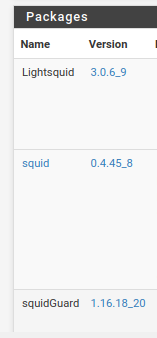 Packages
Name Version
Lightsquid 3.0.6_9
squid 0.4.45_8
squidGuard 1.16.18_20